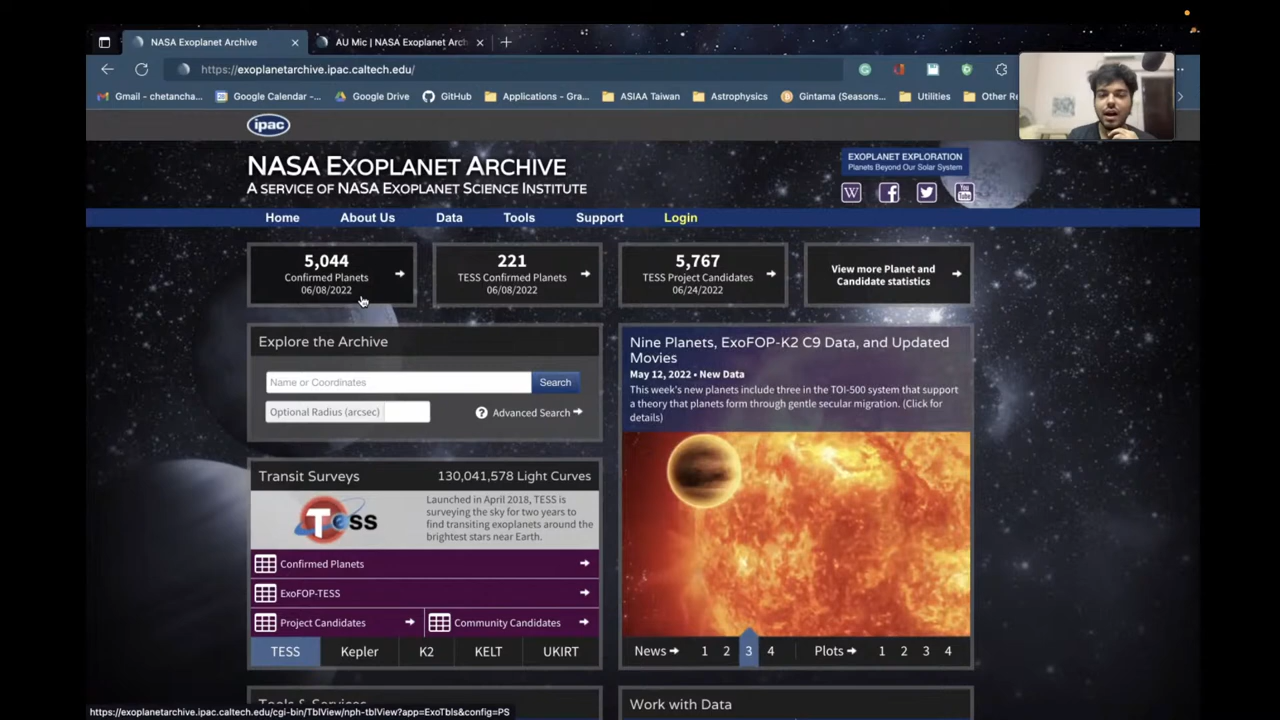 NASA Exoplanet Archive
AU Mic | NASA Exoplanet Arch
https://exoplanetarchive.ipac.caltech.edu/
Gmail - chetancha...
Google Calendar -...
Google Drive
GitHub
Applications - Gra...
ASIAA Taiwan
Astrophysics
Gintama (Seasons...
Utilities
Other Re
ipac
NASA EXOPLANET ARCHIVE
A SERVICE OF NASA EXOPLANET SCIENCE INSTITUTE
EXOPLANET EXPLORATION
Planets Beyond Our Solar System
W
You
Tube
Home
About Us
Data
Tools
Support
Login
5,044
Confirmed Planets
06/08/2022
221
TESS Confirmed Planets
06/08/2022
5,767
TESS Project Candidates
06/24/2022
View more Planet and
Candidate statistics
Explore the Archive
Name or Coordinates
Search
Optional Radius (arcsec)
? Advanced Search
Transit Surveys
130,041,578 Light Curves
Tess
Launched in April 2018, TESS is
surveying the sky for two years to
find transiting exoplanets around the
brightest stars near Earth.
Confirmed Planets
ExoFOP-TESS
Project Candidates
Community Candidates
TESS
Kepler
K2
KELT
UKIRT
Nine Planets, ExoFOP-K2 C9 Data, and Updated
Movies
May 12, 2022 • New Data
This week's new planets include three in the TOI-500 system that support
a theory that planets form through gentle secular migration. (Click for
details)
News
1
2
3
4
Plots
1
2
3
4
Work with Data
https://exoplanetarchive.ipac.caltech.edu/cgi-bin/TblView/nph-tblView?app=ExoTbls&config=PS